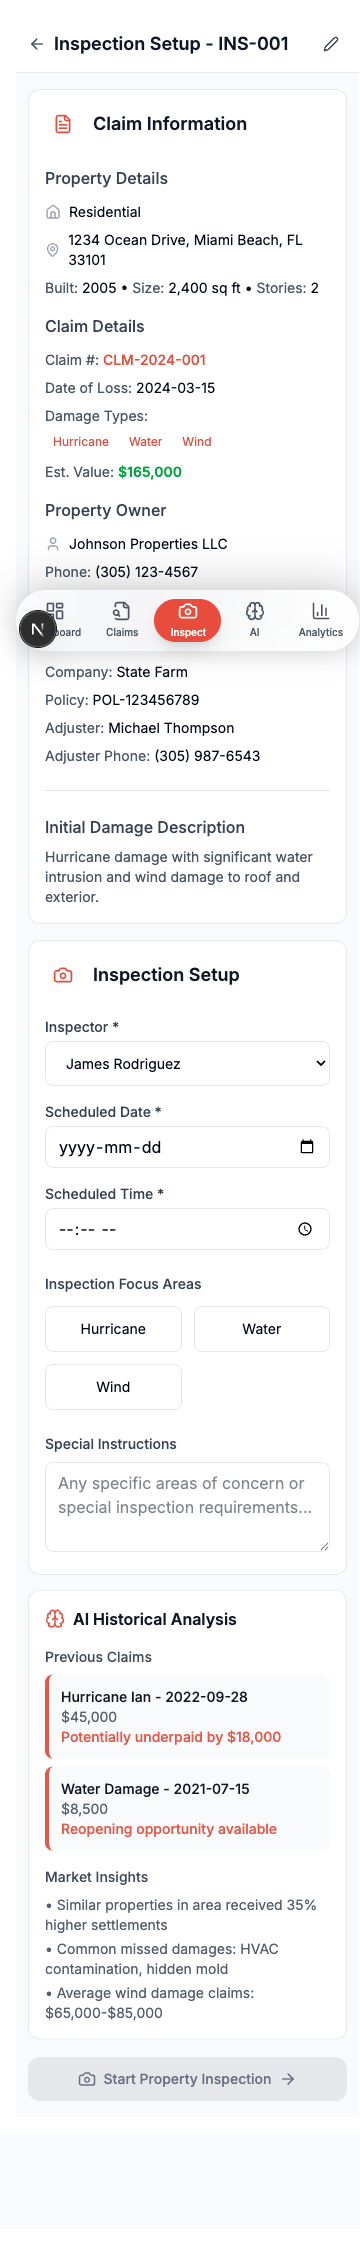 Inspection Setup - INS-001
Claim Information
Property Details
Residential
1234 Ocean Drive, Miami Beach, FL
33101
Built: 2005 • Size: 2,400 sq ft • Stories: 2
Claim Details
Claim #: CLM-2024-001
Date of Loss: 2024-03-15
Damage Types:
Hurricane Water Wind
Est. Value: $165,000
Property Owner
Johnson Properties LLC
Phone: (305) 123-4567
N
board Claims Inspect AI Analytics
Company: State Farm
Policy: POL-123456789
Adjuster: Michael Thompson
Adjuster Phone: (305) 987-6543
Initial Damage Description
Hurricane damage with significant water
intrusion and wind damage to roof and
exterior.
Inspection Setup
Inspector *
James Rodriguez
Scheduled Date *
yyyy-mm-dd
Scheduled Time *
--:-- --
Inspection Focus Areas
Hurricane Water
Wind
Special Instructions
Any specific areas of concern or
special inspection requirements...
AI Historical Analysis
Previous Claims
Hurricane Ian - 2022-09-28
$45,000
Potentially underpaid by $18,000
Water Damage - 2021-07-15
$8,500
Reopening opportunity available
Market Insights
• Similar properties in area received 35%
higher settlements
• Common missed damages: HVAC
contamination, hidden mold
• Average wind damage claims:
$65,000-$85,000
Start Property Inspection